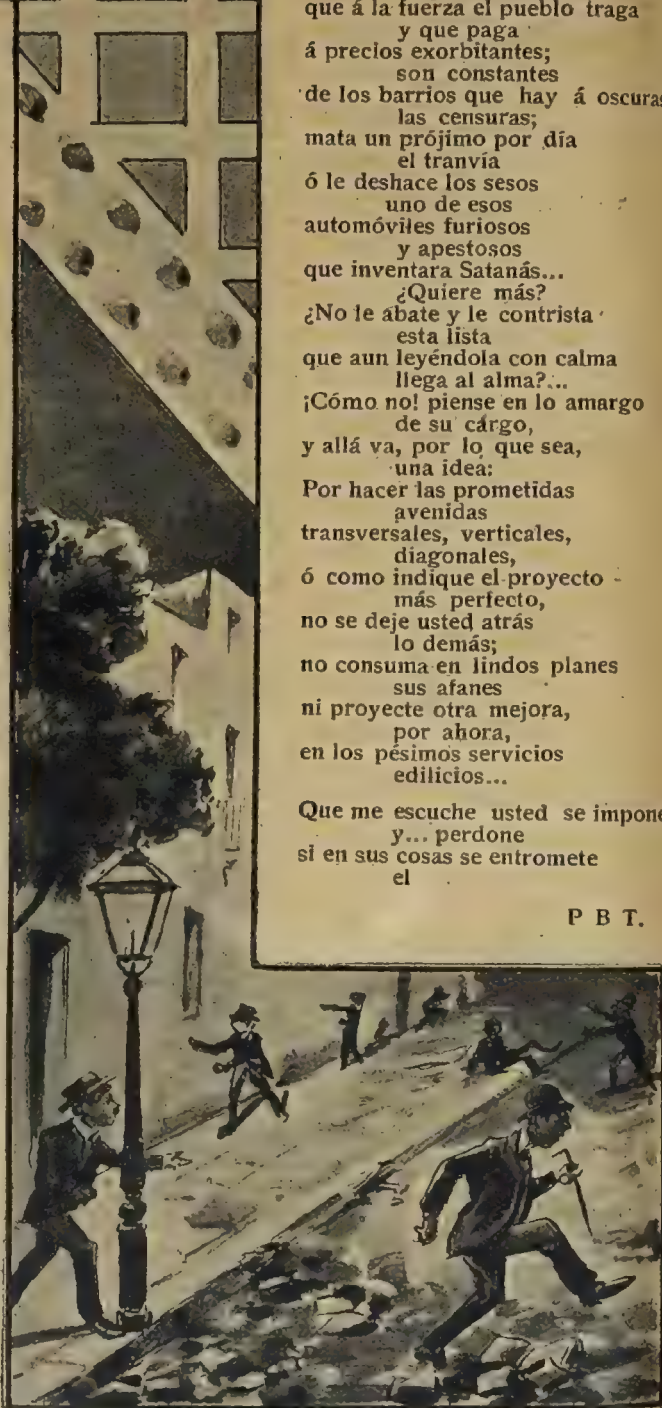 que á la fuerza el pueblo traga
y que paga
á precios exorbitantes;
son constantes
de los barrios que hay á oscuras
las censuras;
mata un prójimo por día
el tranvía
ó le deshace los sesos
uno de esos
automóviles furiosos
y apestosos
que inventara Satanás...
¿Quiere más?
¿No le abate y le contrista
esta lista
que aun leyéndola con calma
llega al alma?...
¡Cómo no! piense en lo amargo
de su cárgo,
y allá va, por lo que sea,
una idea:
Por hacer las prometidas
avenidas
transversales, verticales,
diagonales,
ó como indique el proyecto
más perfecto,
no se deje usted atrás
lo demás;
no consuma en lindos planes
sus afanes
ni proyecte otra mejora,
por ahora,
en los pésimos servicios
edilicios...
Que me escuche usted se impone
y... perdone
si en sus cosas se entromete
el
P B T.